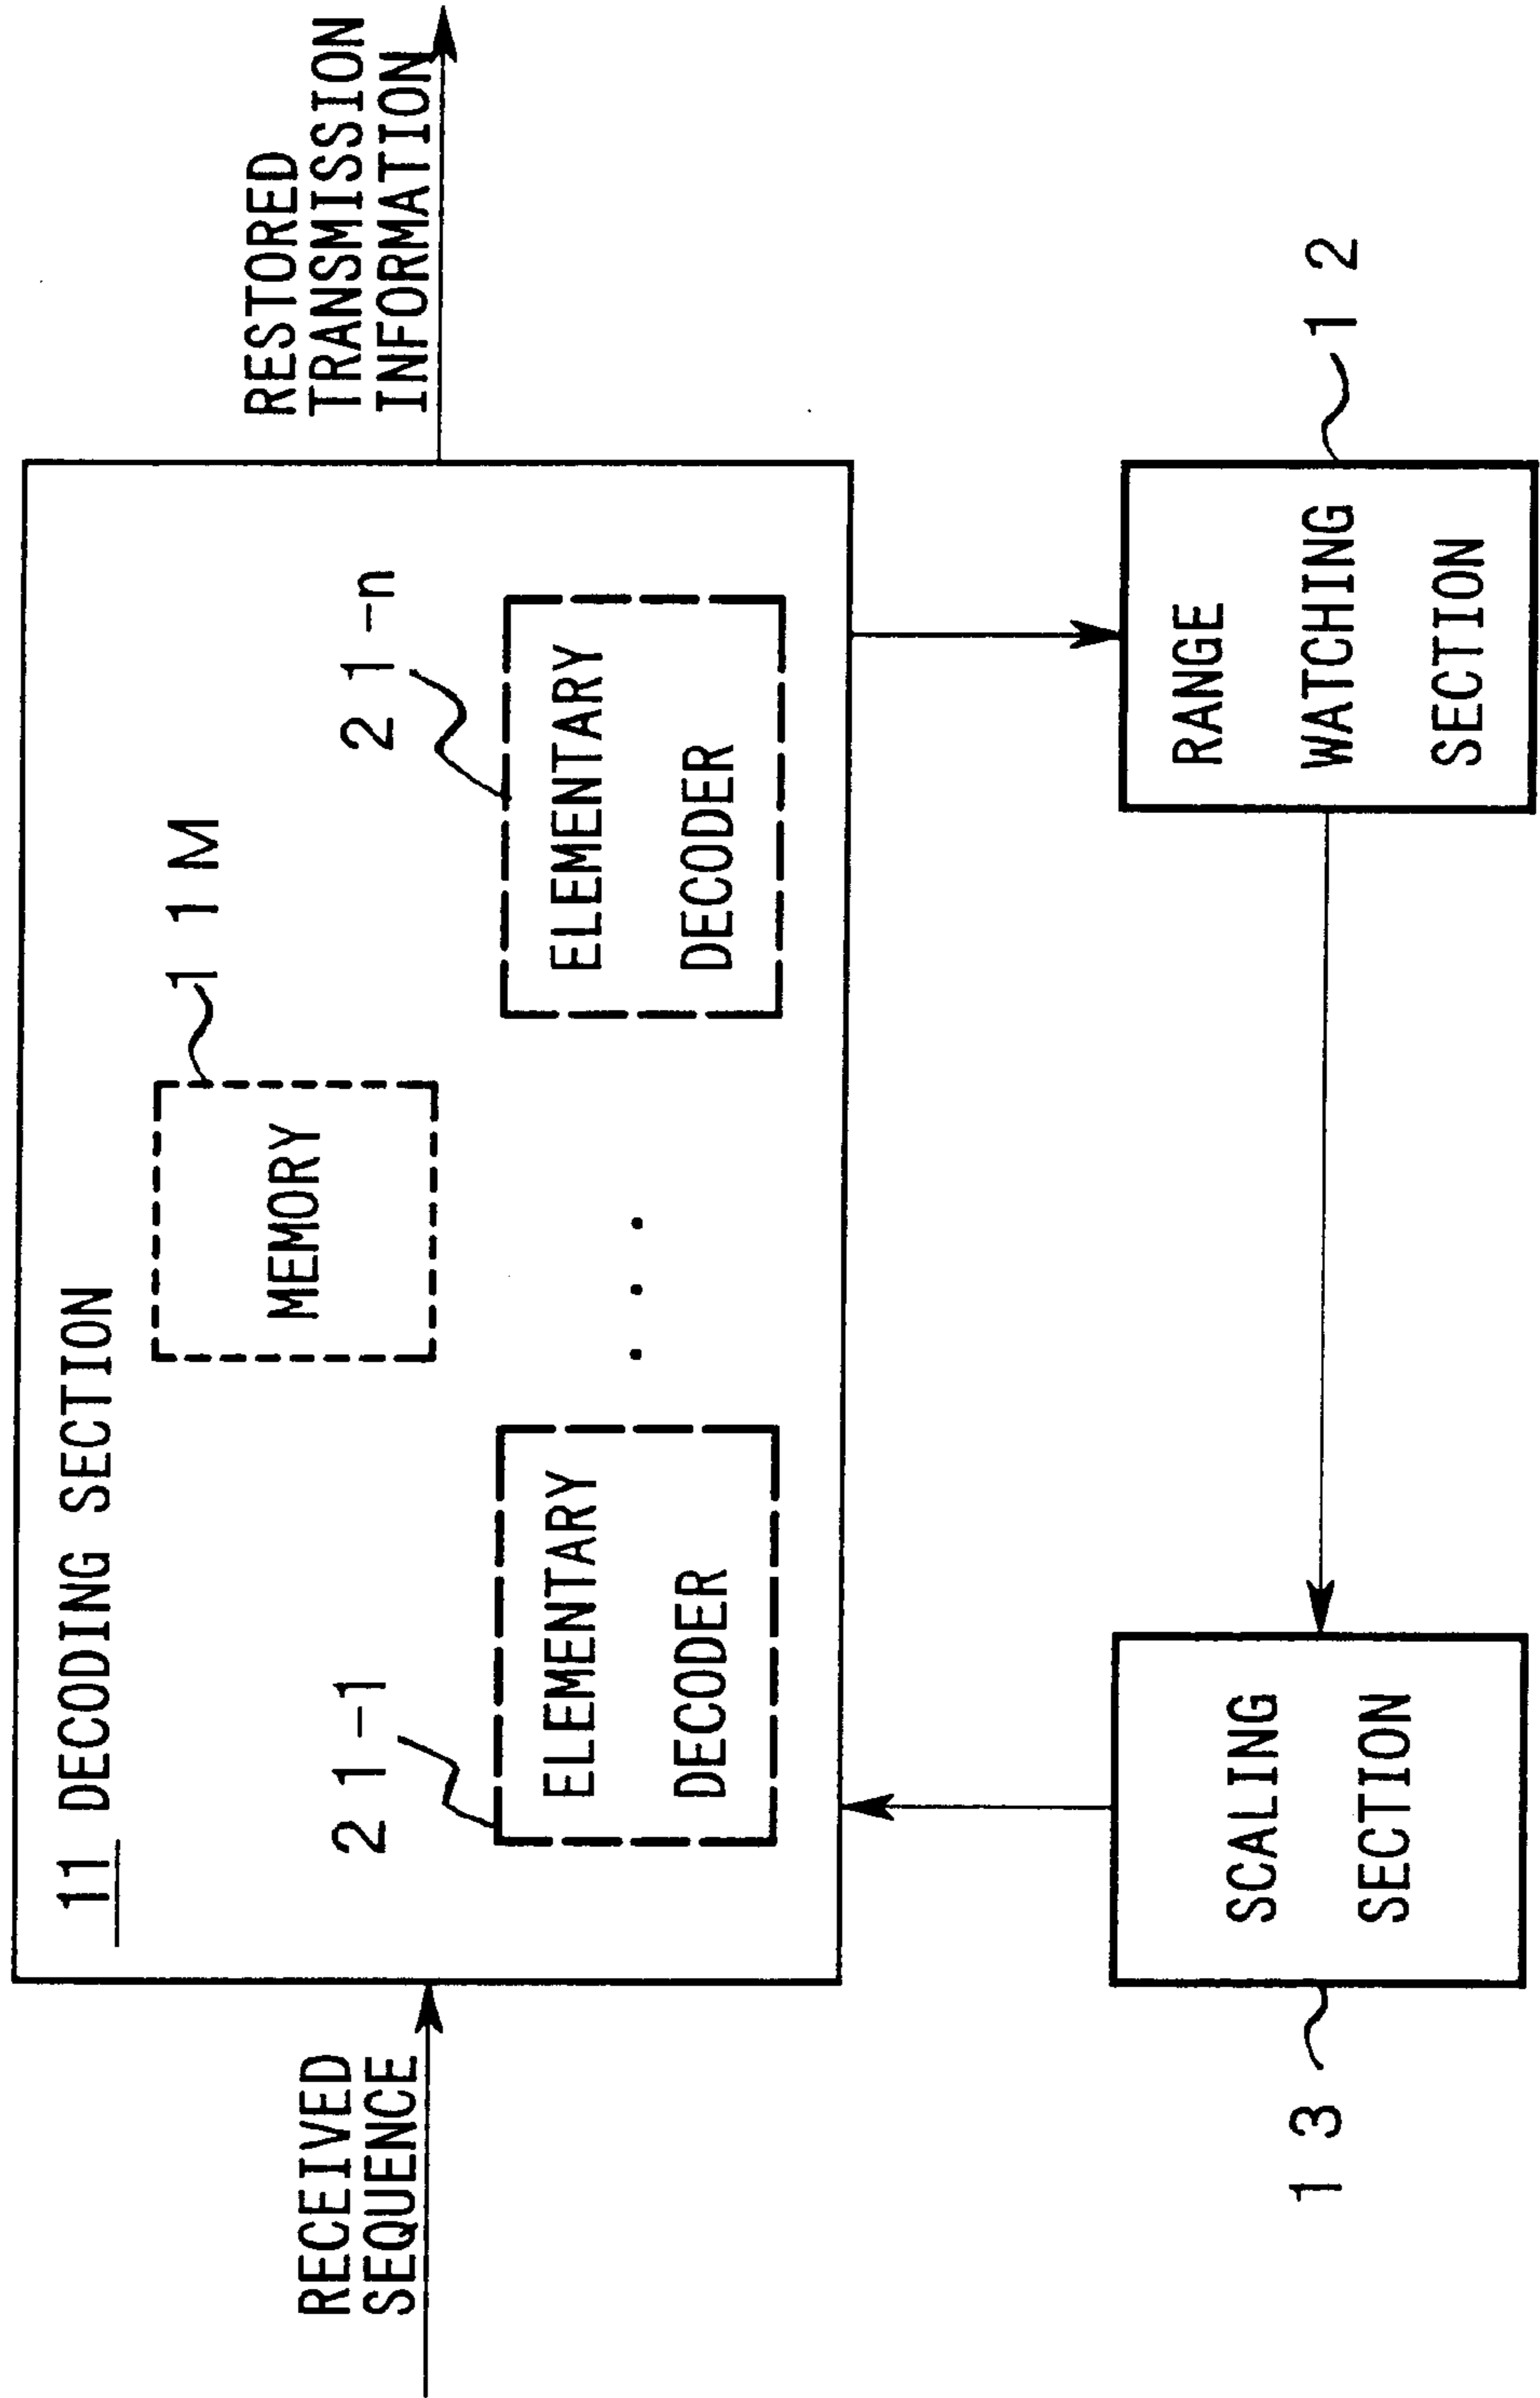 11 DECODING SECTION
RECEIVED
SEQUENCE
RESTORED
TRANSMISSION
INFORMATION
11M
MEMORY
21-1
ELEMENTARY
DECODER
. . .
21-n
ELEMENTARY
DECODER
13
SCALING
SECTION
RANGE
WATCHING
SECTION
12